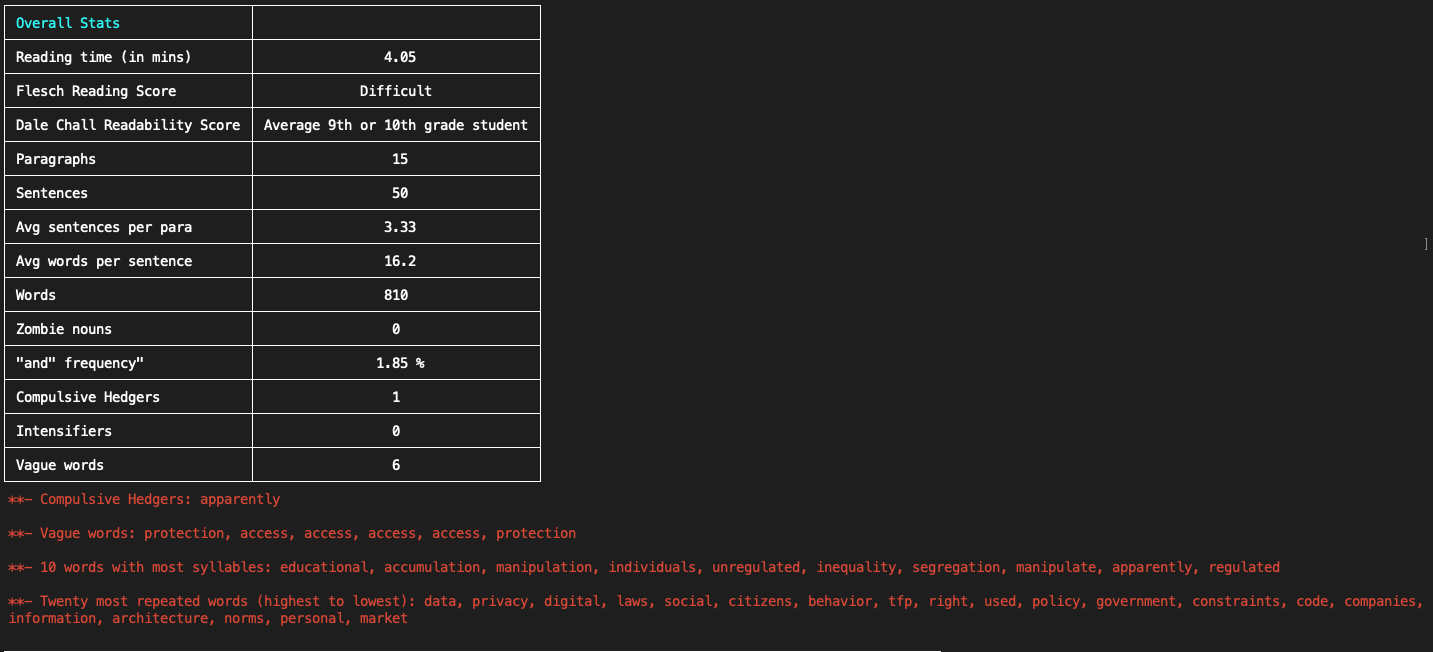 Overall Stats
Reading time (in mins) 4.05
Flesch Reading Score Difficult
Dale Chall Readability Score Average 9th or 10th grade student
Paragraphs 15
Sentences 50
Avg sentences per para 3.33
Avg words per sentence 16.2
Words 810
Zombie nouns 0
"and" frequency" 1.85 %
Compulsive Hedgers 1
Intensifiers 0
Vague words 6
**- Compulsive Hedgers: apparently
**- Vague words: protection, access, access, access, access, protection
**- 10 words with most syllables: educational, accumulation, manipulation, individuals, unregulated, inequality, segregation, manipulate, apparently, regulated
**- Twenty most repeated words (highest to lowest): data, privacy, digital, laws, social, citizens, behavior, tfp, right, used, policy, government, constraints, code, companies,
information, architecture, norms, personal, market